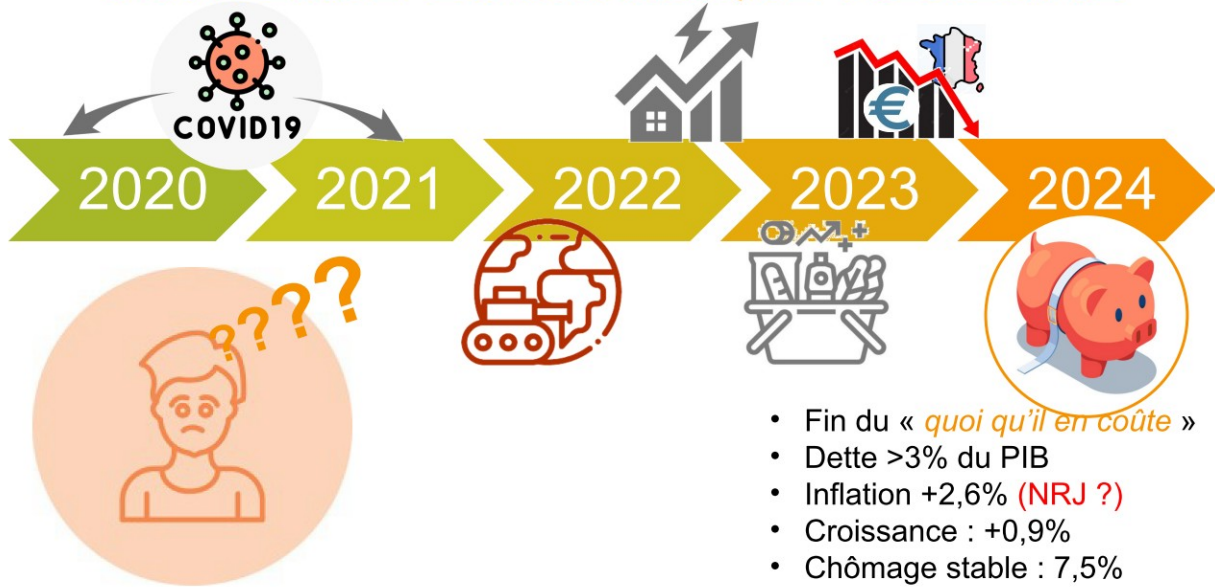 COVID19
2020
2021
2022
2023
2024
????
• Fin du « quoi qu’il en coûte »
• Dette >3% du PIB
• Inflation +2,6% (NRJ ?)
• Croissance : +0,9%
• Chômage stable : 7,5%